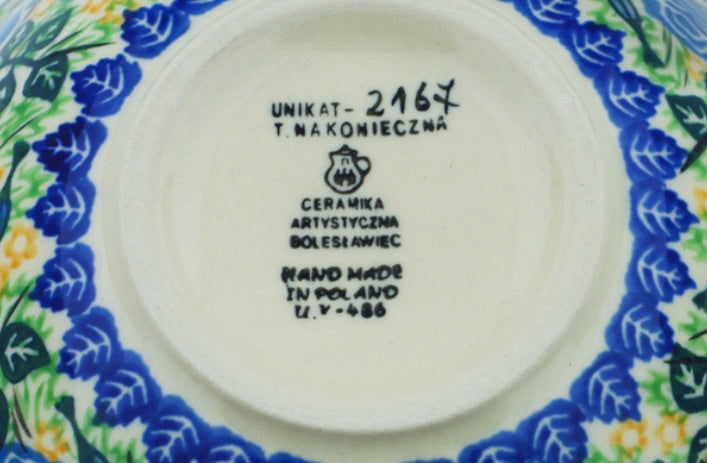 UNIKAT- 2167
T. NAKONIECZNA
CERAMIKA
ARTYSTYCZNA
BOLESŁAWIEC
HAND MADE
IN POLAND
U.Y-486